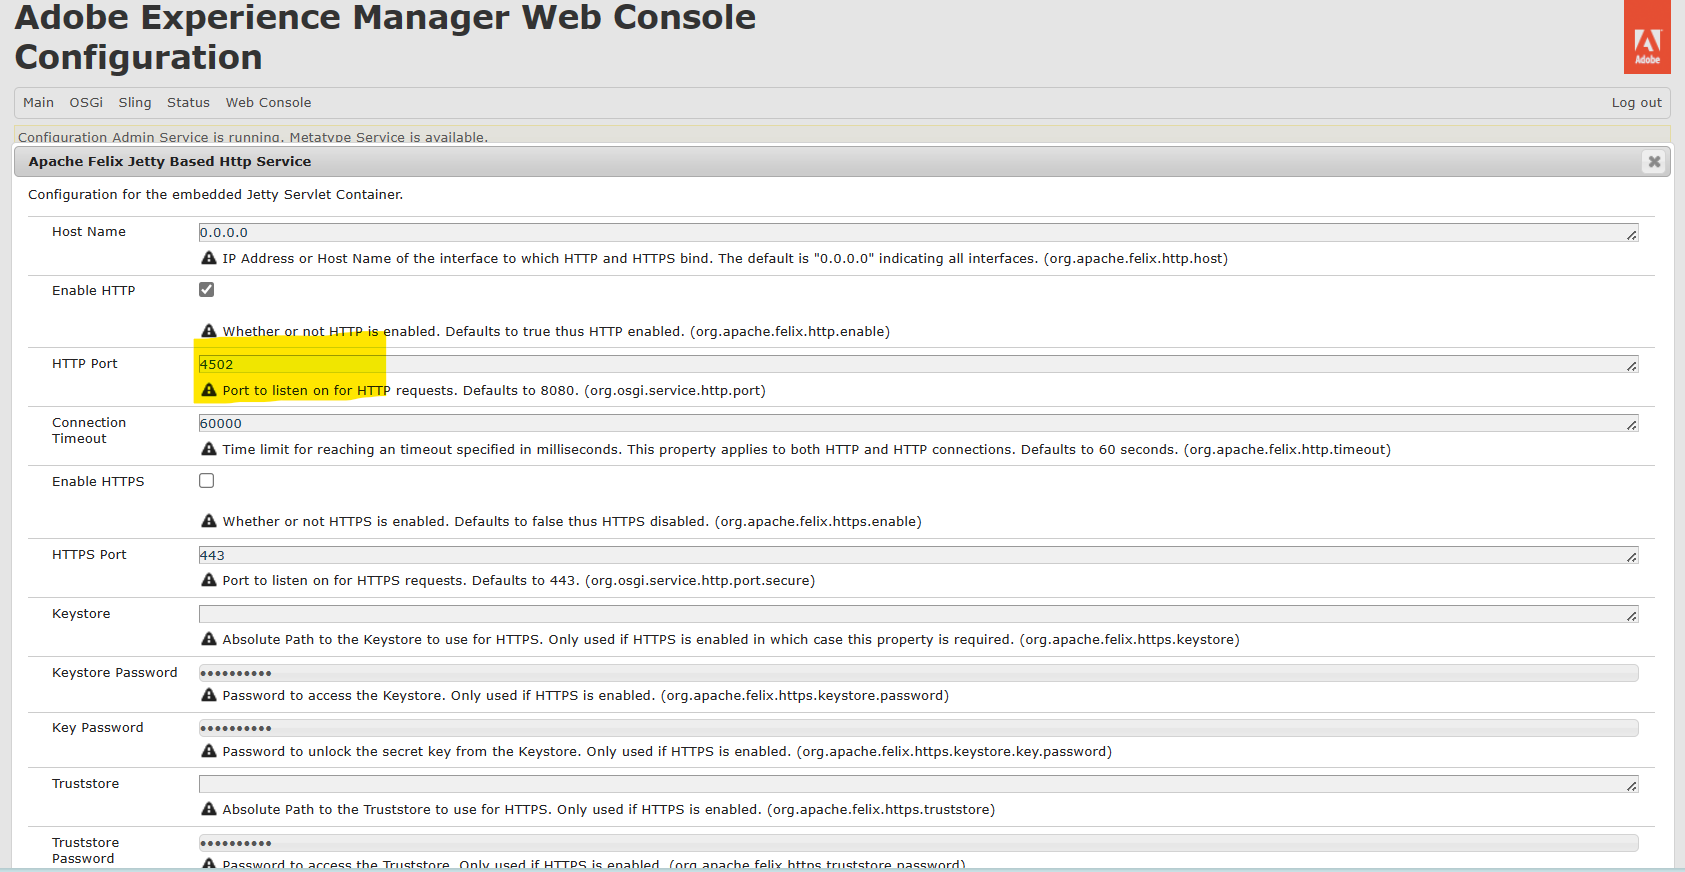 Adobe Experience Manager Web Console
Configuration
Adobe
Main OSGi Sling Status Web Console Log out
Configuration Admin Service is running. Metatype Service is available.
Apache Felix Jetty Based Http Service
Configuration for the embedded Jetty Servlet Container.
Host Name 0.0.0.0
IP Address or Host Name of the interface to which HTTP and HTTPS bind. The default is "0.0.0.0" indicating all interfaces. (org.apache.felix.http.host)
Enable HTTP
Whether or not HTTP is enabled. Defaults to true thus HTTP enabled. (org.apache.felix.http.enable)
HTTP Port 4502
Port to listen on for HTTP requests. Defaults to 8080. (org.osgi.service.http.port)
Connection Timeout 60000
Time limit for reaching an timeout specified in milliseconds. This property applies to both HTTP and HTTP connections. Defaults to 60 seconds. (org.apache.felix.http.timeout)
Enable HTTPS
Whether or not HTTPS is enabled. Defaults to false thus HTTPS disabled. (org.apache.felix.https.enable)
HTTPS Port 443
Port to listen on for HTTPS requests. Defaults to 443. (org.osgi.service.http.port.secure)
Keystore
Absolute Path to the Keystore to use for HTTPS. Only used if HTTPS is enabled in which case this property is required. (org.apache.felix.https.keystore)
Keystore Password ••••••••••
Password to access the Keystore. Only used if HTTPS is enabled. (org.apache.felix.https.keystore.password)
Key Password ••••••••••
Password to unlock the secret key from the Keystore. Only used if HTTPS is enabled. (org.apache.felix.https.keystore.key.password)
Truststore
Absolute Path to the Truststore to use for HTTPS. Only used if HTTPS is enabled. (org.apache.felix.https.truststore)
Truststore Password ••••••••••
Password to access the Truststore. Only used if HTTPS is enabled. (org.apache.felix.https.truststore.password)